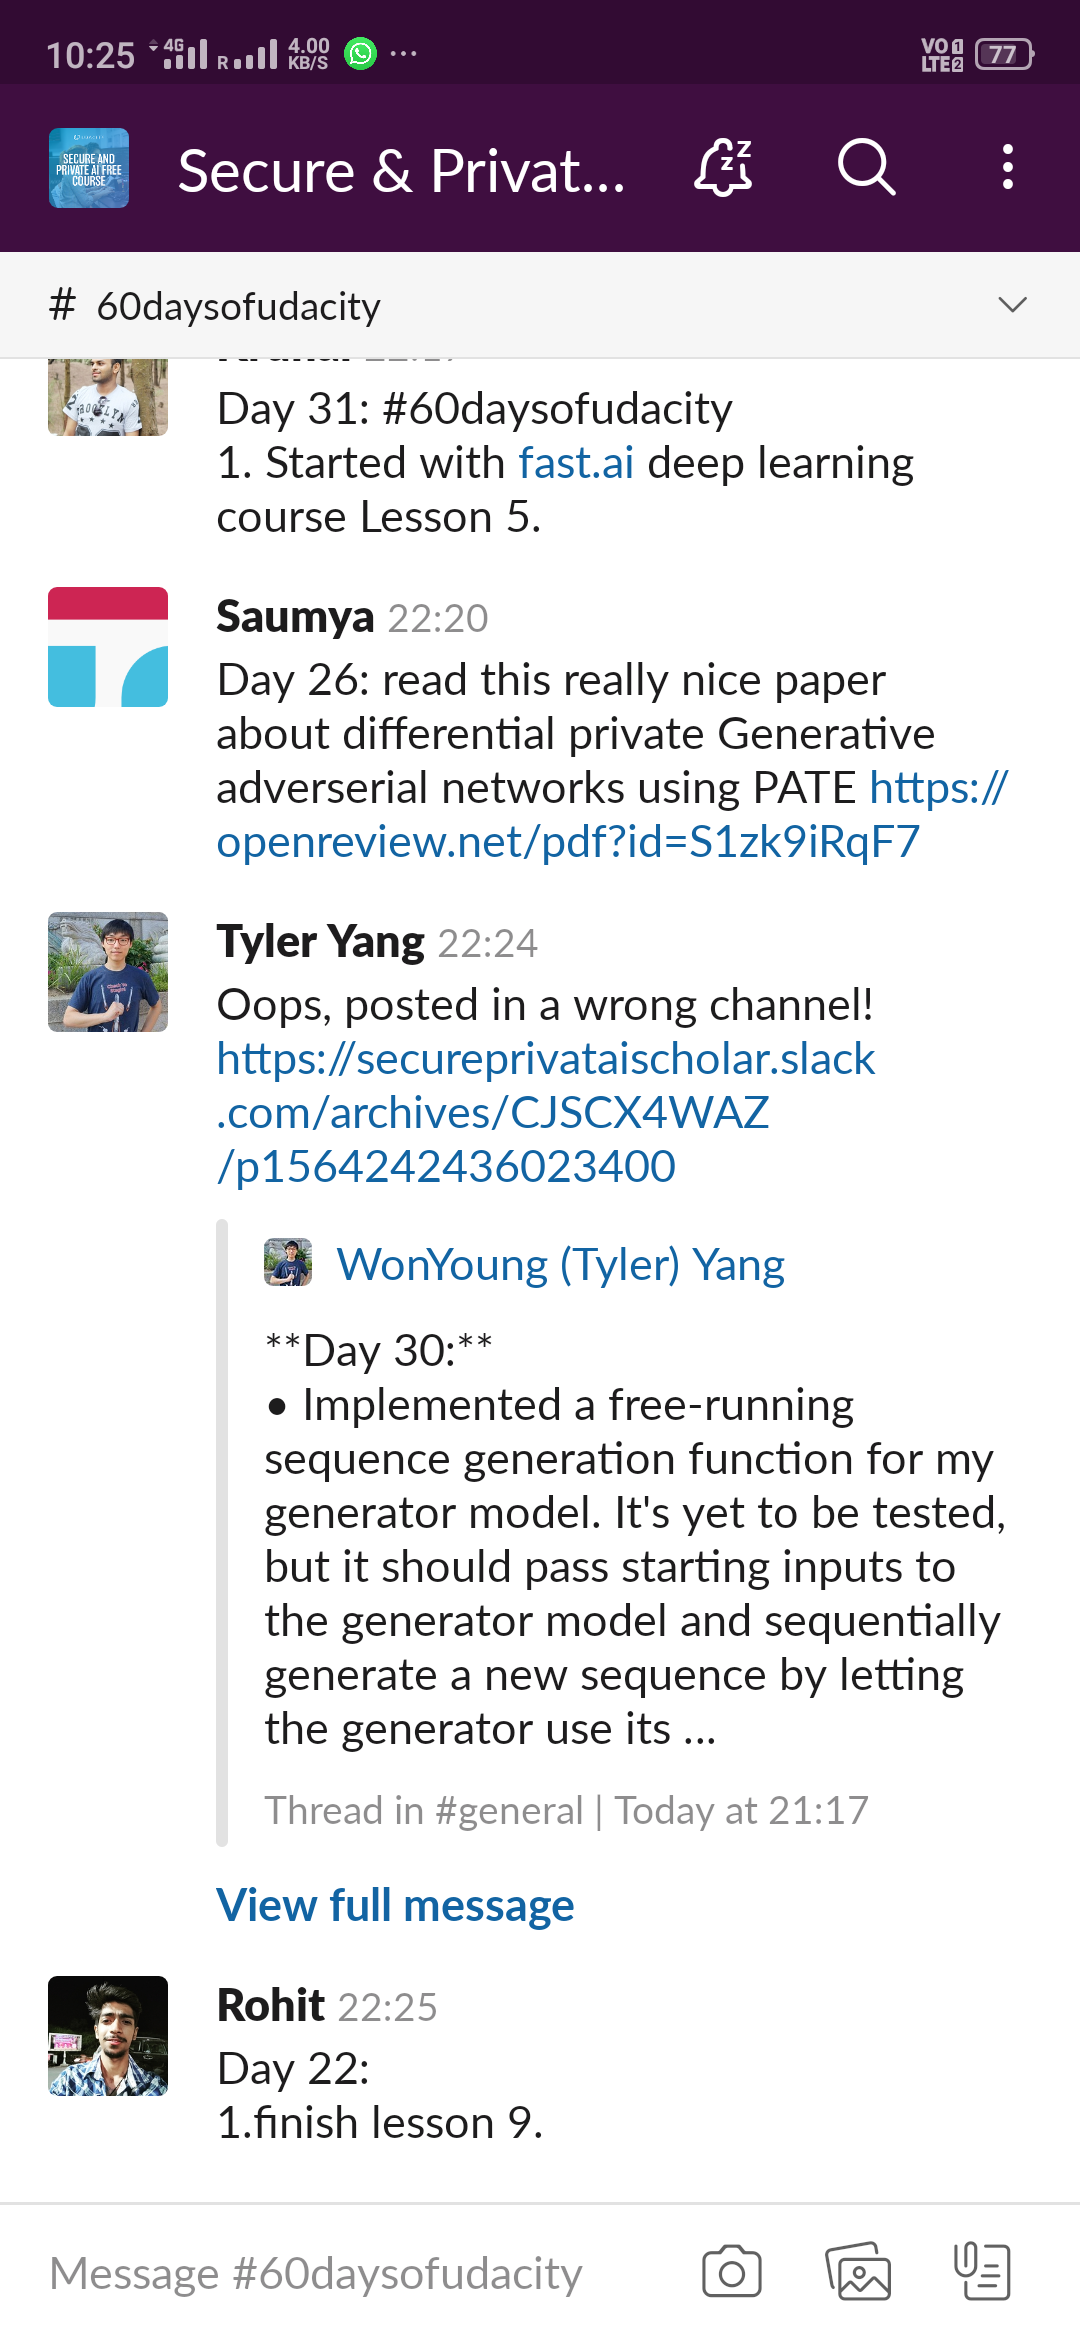 10:25 4G R 4.00 KB/S ... VO LTE 1 2 77
SECURE AND
PRIVATE AI FREE
COURSE
Secure & Privat...
# 60daysofudacity
Day 31: #60daysofudacity
1. Started with fast.ai deep learning
course Lesson 5.
Saumya 22:20
Day 26: read this really nice paper
about differential private Generative
adverserial networks using PATE https://
openreview.net/pdf?id=S1zk9iRqF7
Tyler Yang 22:24
Oops, posted in a wrong channel!
https://secureprivataischolar.slack
.com/archives/CJSCX4WAZ
/p1564242436023400
WonYoung (Tyler) Yang
**Day 30:**
• Implemented a free-running
sequence generation function for my
generator model. It's yet to be tested,
but it should pass starting inputs to
the generator model and sequentially
generate a new sequence by letting
the generator use its ...
Thread in #general | Today at 21:17
View full message
Rohit 22:25
Day 22:
1.finish lesson 9.
Message #60daysofudacity